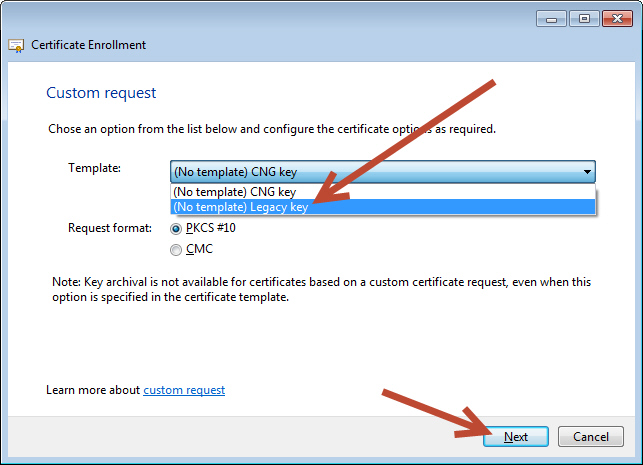 Certificate Enrollment
Custom request
Chose an option from the list below and configure the certificate options as required.
Template:
(No template) CNG key
(No template) CNG key
(No template) Legacy key
Request format:
PKCS #10
CMC
Note: Key archival is not available for certificates based on a custom certificate request, even when this
option is specified in the certificate template.
Learn more about custom request
Next
Cancel